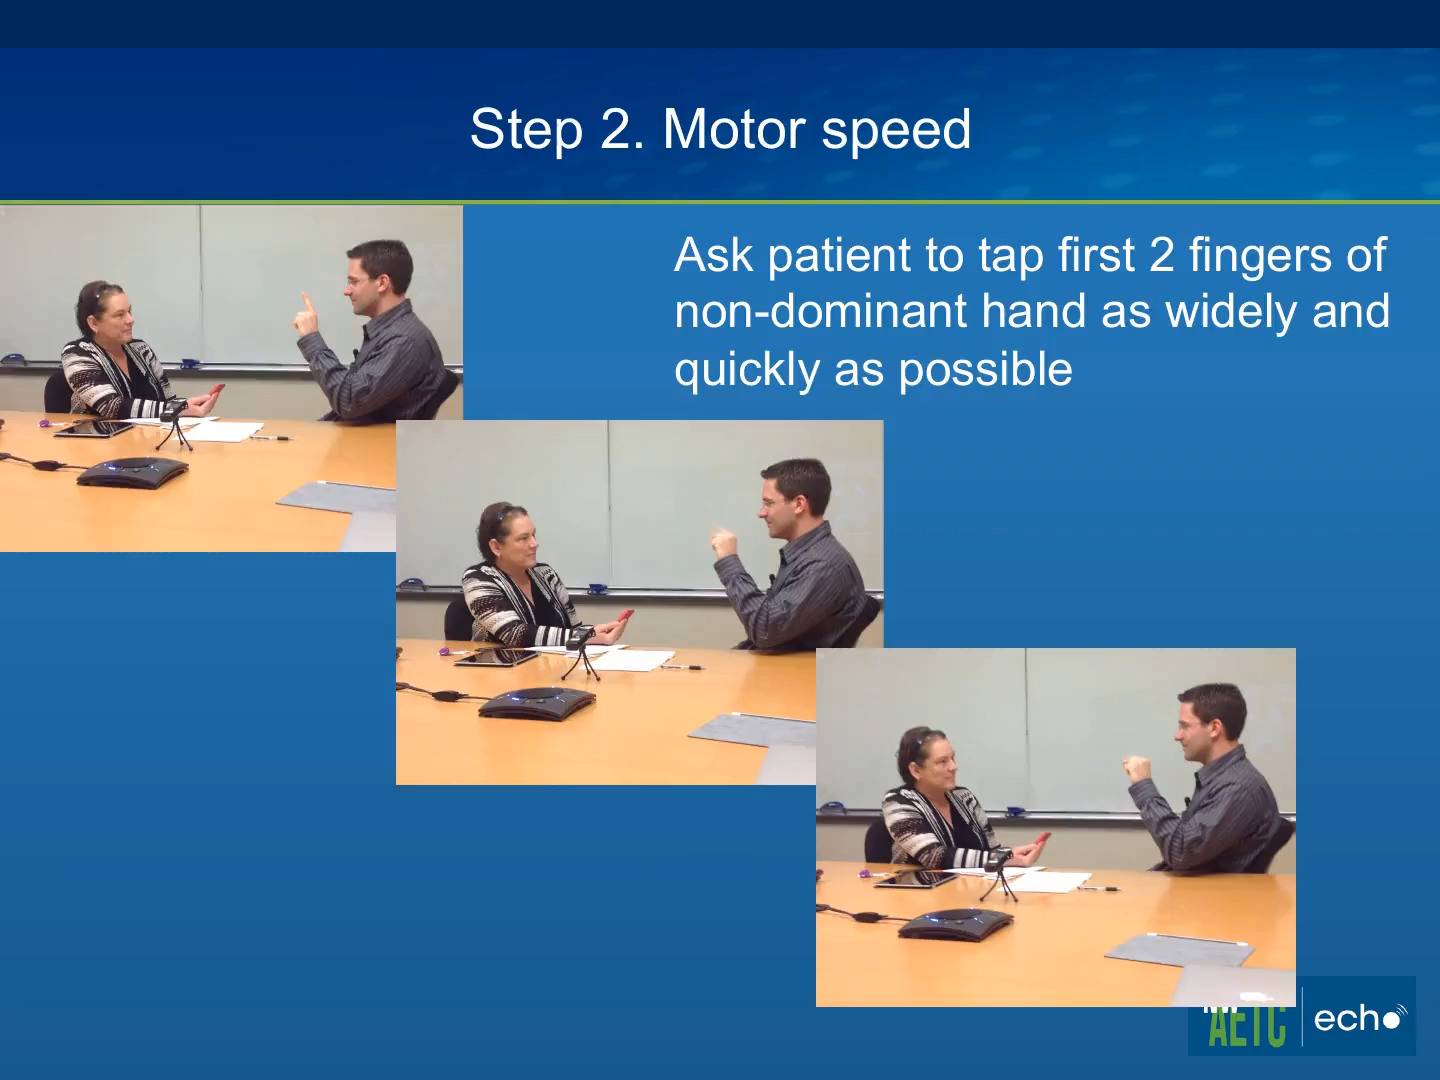 Step 2. Motor speed
Ask patient to tap first 2 fingers of
non-dominant hand as widely and
quickly as possible
AETC
echo